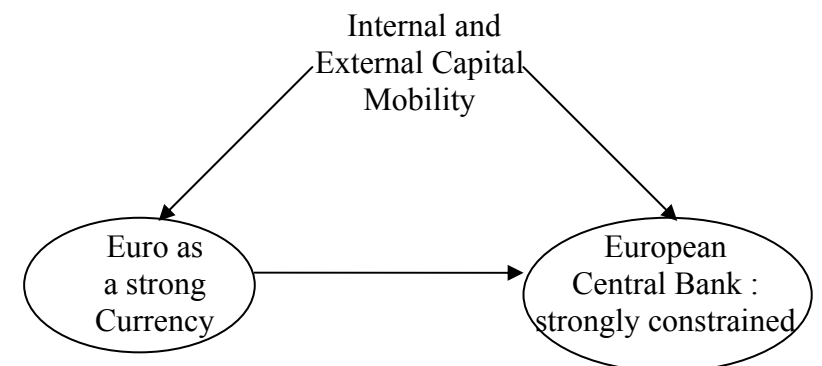 Internal and
External Capital
Mobility
Euro as
a strong
Currency
European
Central Bank :
strongly constrained